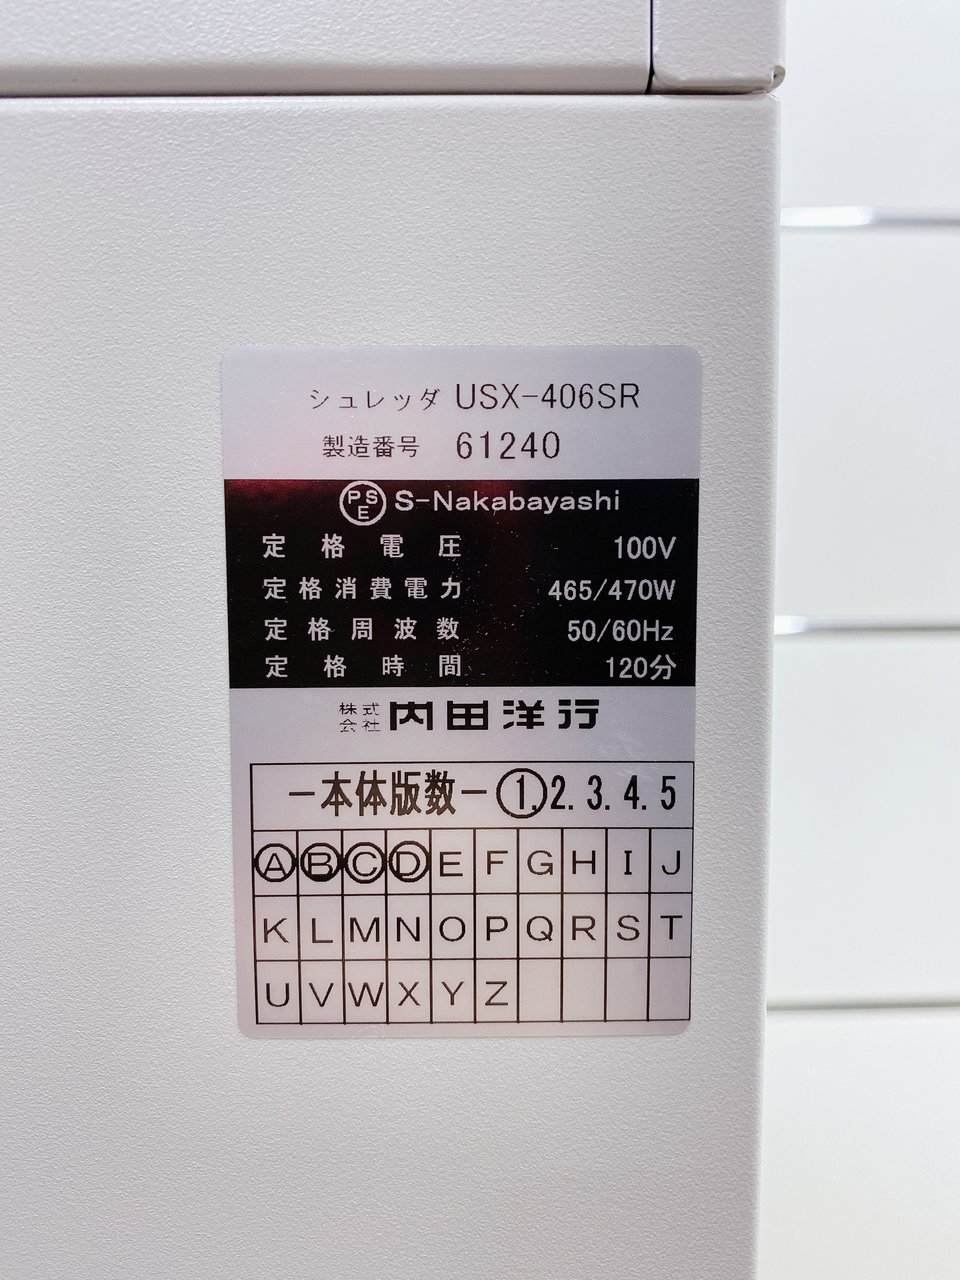 シュレッダ USX-406SR
製造番号 61240
PSE S-Nakabayashi
定格電圧 100V
定格消費電力 465/470W
定格周波数 50/60Hz
定格時間 120分
株式会社 内田洋行
-本体版数- 1.2.3.4.5
A B C D E F G H I J
K L M N O P Q R S T
U V W X Y Z